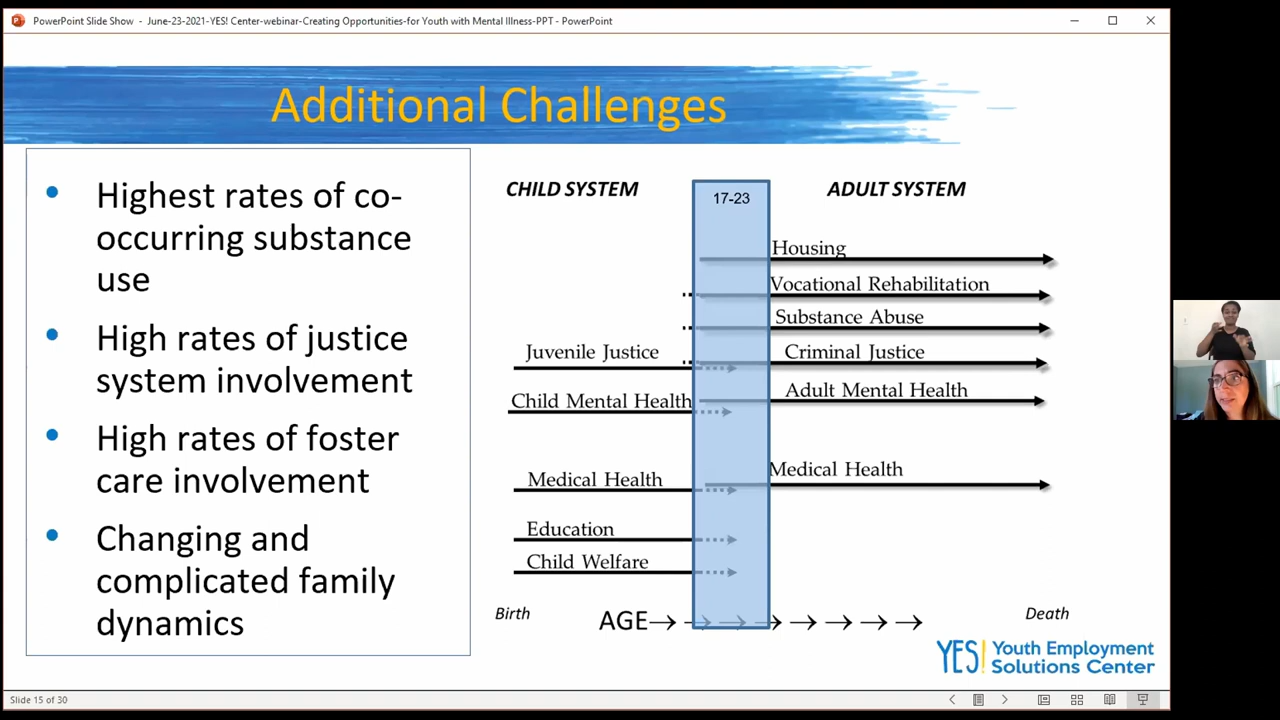 PowerPoint Slide Show - June-23-2021-YES! Center-webinar-Creating Opportunities-for Youth with Mental Illness-PPT - PowerPoint
Additional Challenges
• Highest rates of co-
occurring substance
use
• High rates of justice
system involvement
• High rates of foster
care involvement
• Changing and
complicated family
dynamics
CHILD SYSTEM
17-23
ADULT SYSTEM
Housing
Vocational Rehabilitation
Substance Abuse
Juvenile Justice
Criminal Justice
Child Mental Health
Adult Mental Health
Medical Health
Medical Health
Education
Child Welfare
Birth
AGE→ → → → → → → →
Death
YES! Youth Employment
Solutions Center
Slide 15 of 30